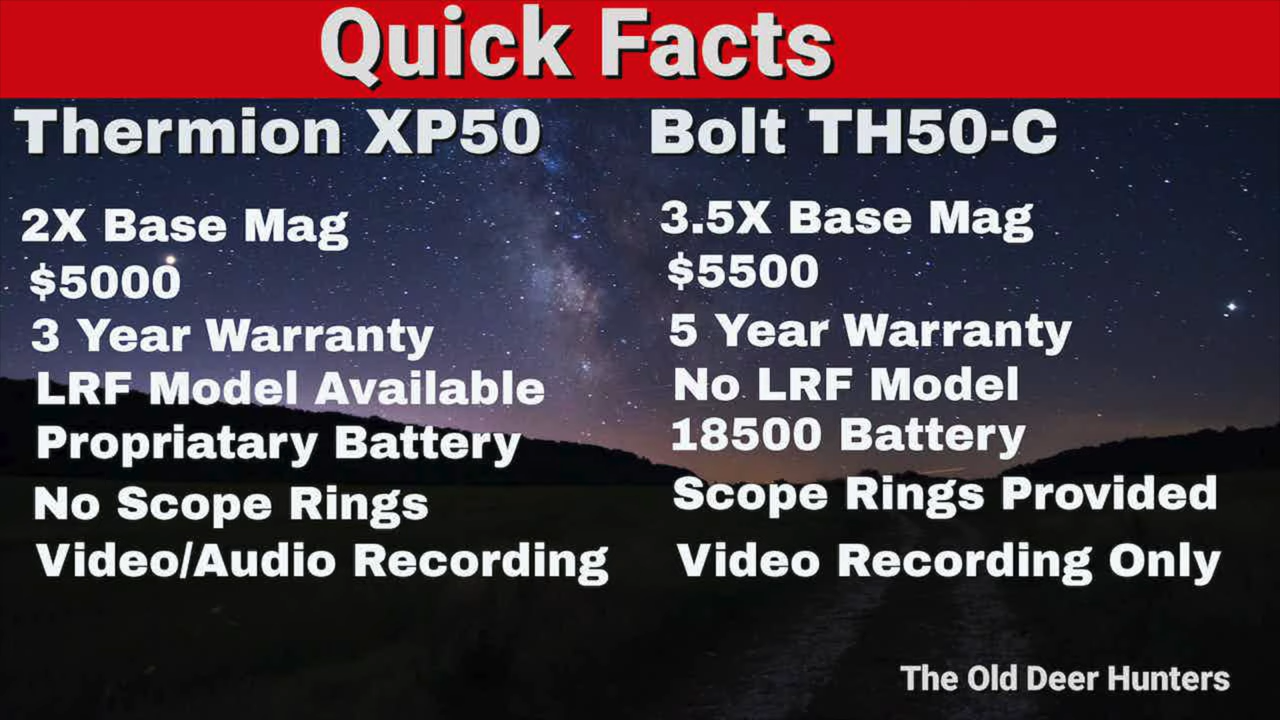 Quick Facts
Thermion XP50
2X Base Mag
$5000
3 Year Warranty
LRF Model Available
Propriatary Battery
No Scope Rings
Video/Audio Recording
Bolt TH50-C
3.5X Base Mag
$5500
5 Year Warranty
No LRF Model
18500 Battery
Scope Rings Provided
Video Recording Only
The Old Deer Hunters